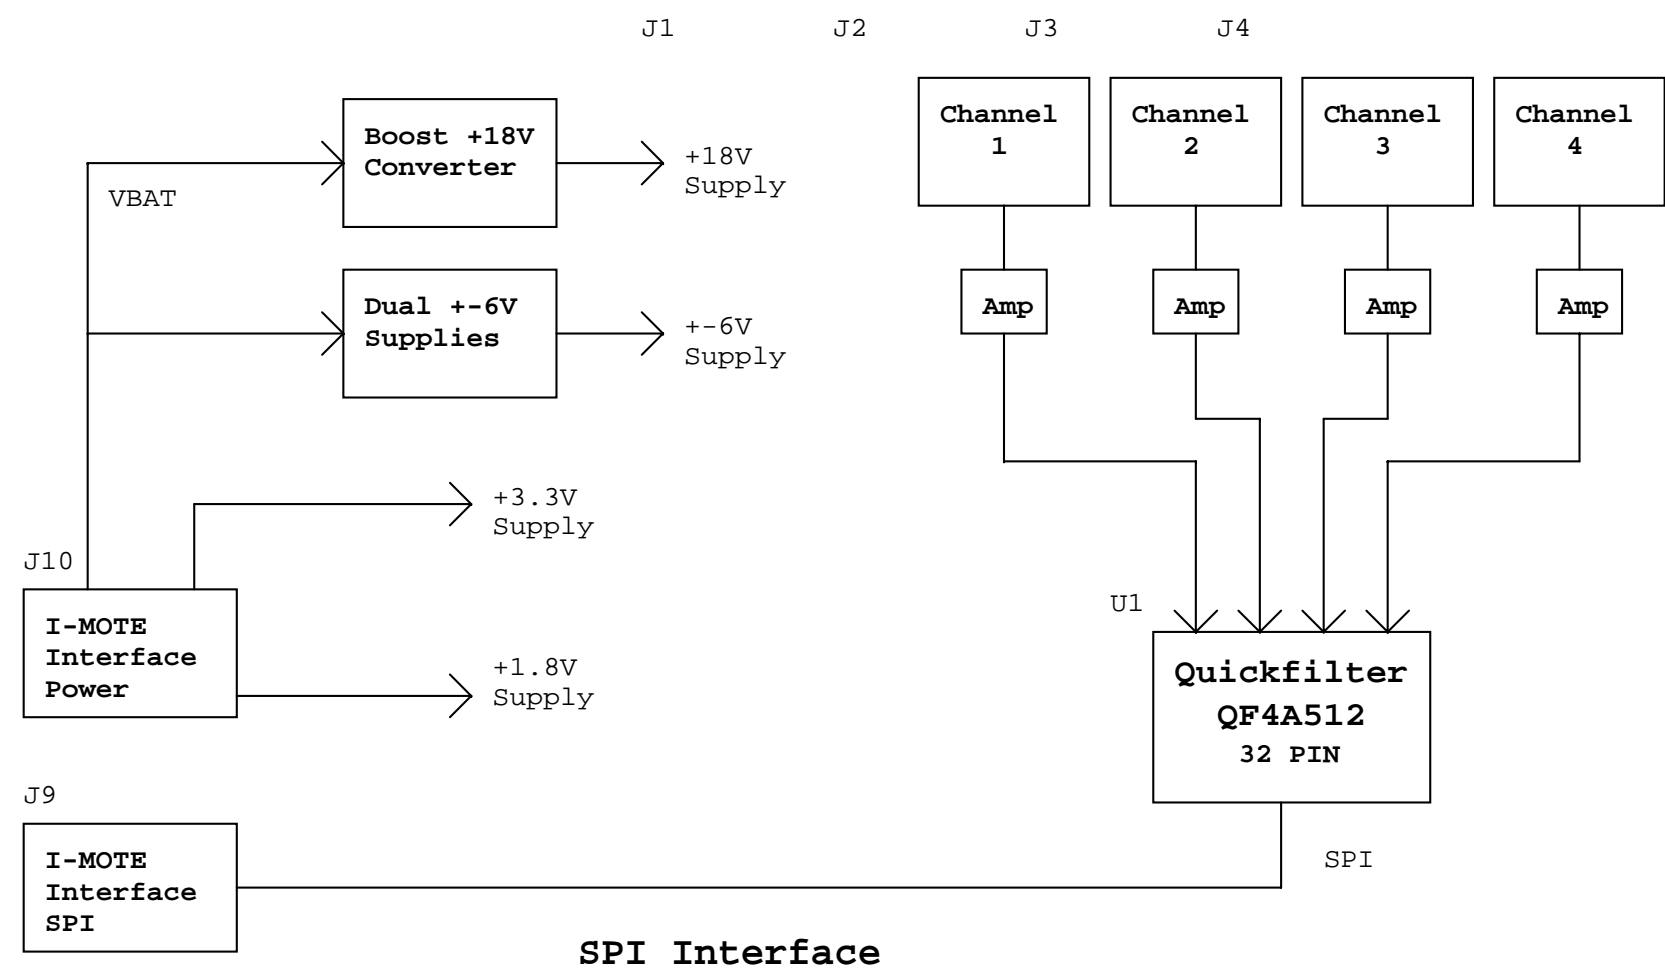 J1 J2 J3 J4
Boost +18V
Converter
+18V
Supply
VBAT
Dual +-6V
Supplies
+-6V
Supply
+3.3V
Supply
J10
I-MOTE
Interface
Power
+1.8V
Supply
Channel
1
Channel
2
Channel
3
Channel
4
Amp
Amp
Amp
Amp
U1
Quickfilter
QF4A512
32 PIN
SPI
J9
I-MOTE
Interface
SPI
SPI Interface